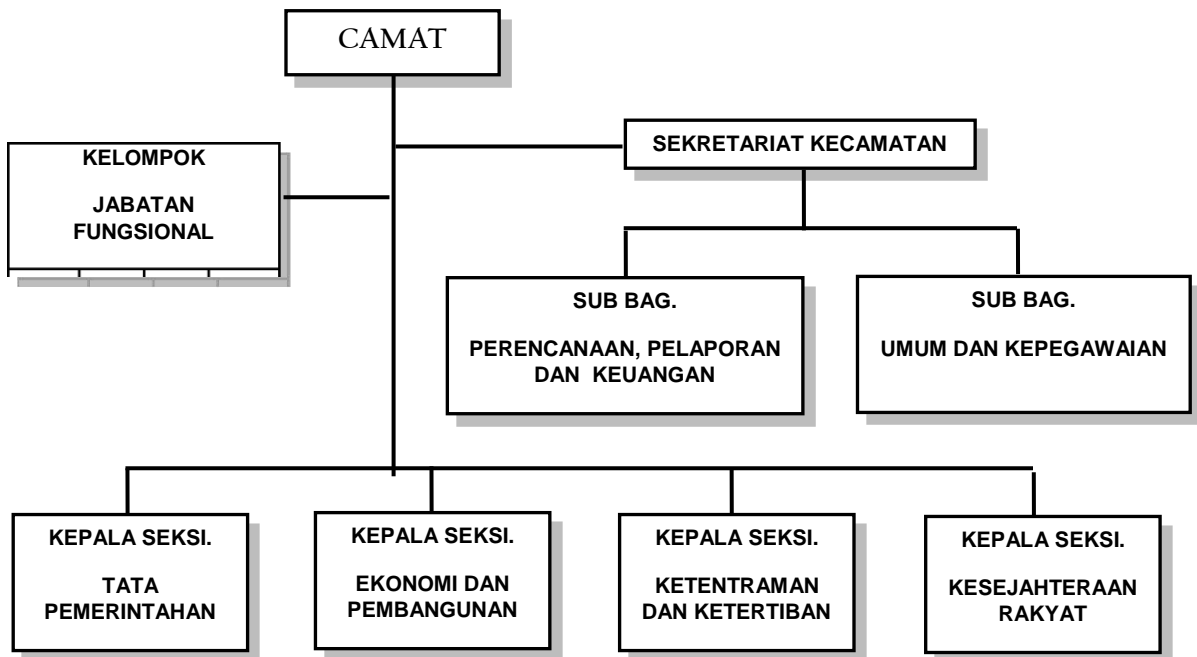 CAMAT
SEKRETARIAT KECAMATAN
KELOMPOK
JABATAN
FUNGSIONAL
SUB BAG.
PERENCANAAN, PELAPORAN
DAN KEUANGAN
SUB BAG.
UMUM DAN KEPEGAWAIAN
KEPALA SEKSI.
TATA
PEMERINTAHAN
KEPALA SEKSI.
EKONOMI DAN
PEMBANGUNAN
KEPALA SEKSI.
KETENTRAMAN
DAN KETERTIBAN
KEPALA SEKSI.
KESEJAHTERAAN
RAKYAT